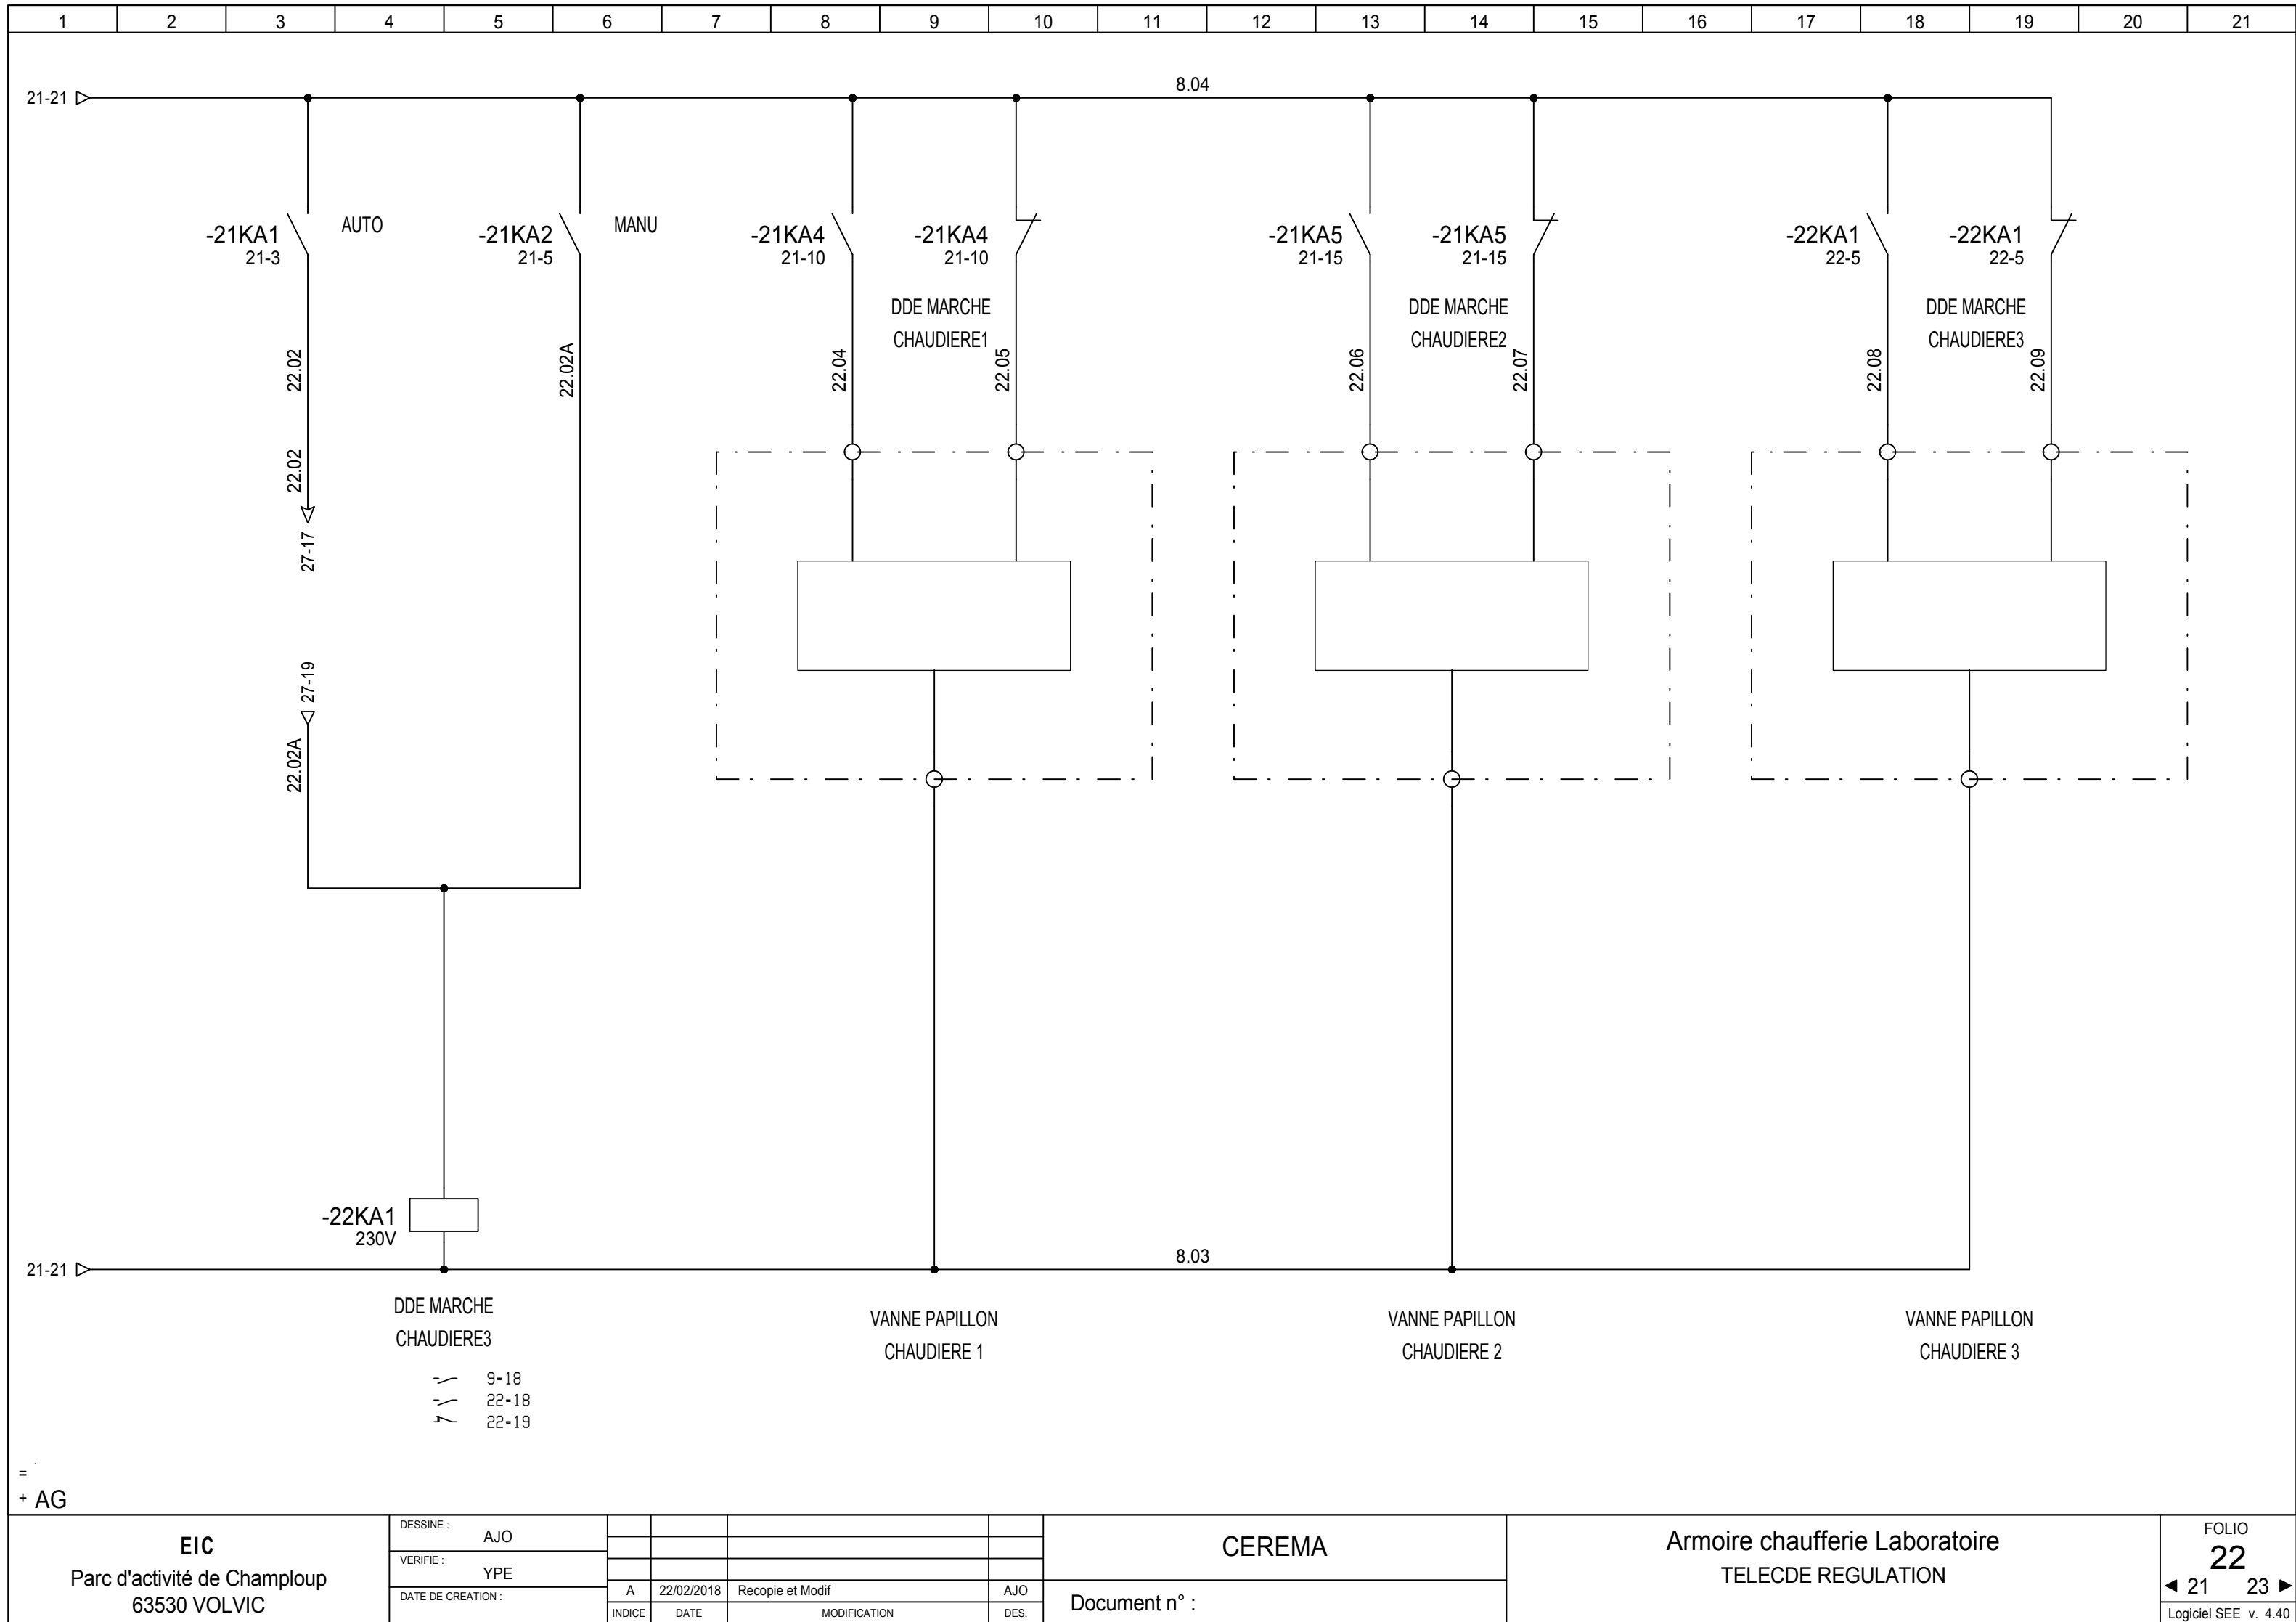 1 2 3 4 5 6 7 8 9 10 11 12 13 14 15 16 17 18 19 20 21
21-21
8.04
-21KA1
21-3
AUTO
-21KA2
21-5
MANU
-21KA4
21-10
-21KA4
21-10
-21KA5
21-15
-21KA5
21-15
-22KA1
22-5
-22KA1
22-5
DDE MARCHE
CHAUDIERE1
DDE MARCHE
CHAUDIERE2
DDE MARCHE
CHAUDIERE3
22.02
22.02A
22.04
22.05
22.06
22.07
22.08
22.09
22.02
27-17
27-19
22.02A
-22KA1
230V
21-21
8.03
DDE MARCHE
CHAUDIERE3
9-18
22-18
22-19
VANNE PAPILLON
CHAUDIERE 1
VANNE PAPILLON
CHAUDIERE 2
VANNE PAPILLON
CHAUDIERE 3
=
+ AG
EIC
Parc d'activité de Champloup
63530 VOLVIC
DESSINE :
AJO
VERIFIE :
YPE
DATE DE CREATION :
A 22/02/2018 Recopie et Modif AJO
INDICE DATE MODIFICATION DES.
CEREMA
Document n° :
Armoire chaufferie Laboratoire
TELECDE REGULATION
FOLIO
22
◄ 21 23 ►
Logiciel SEE v. 4.40